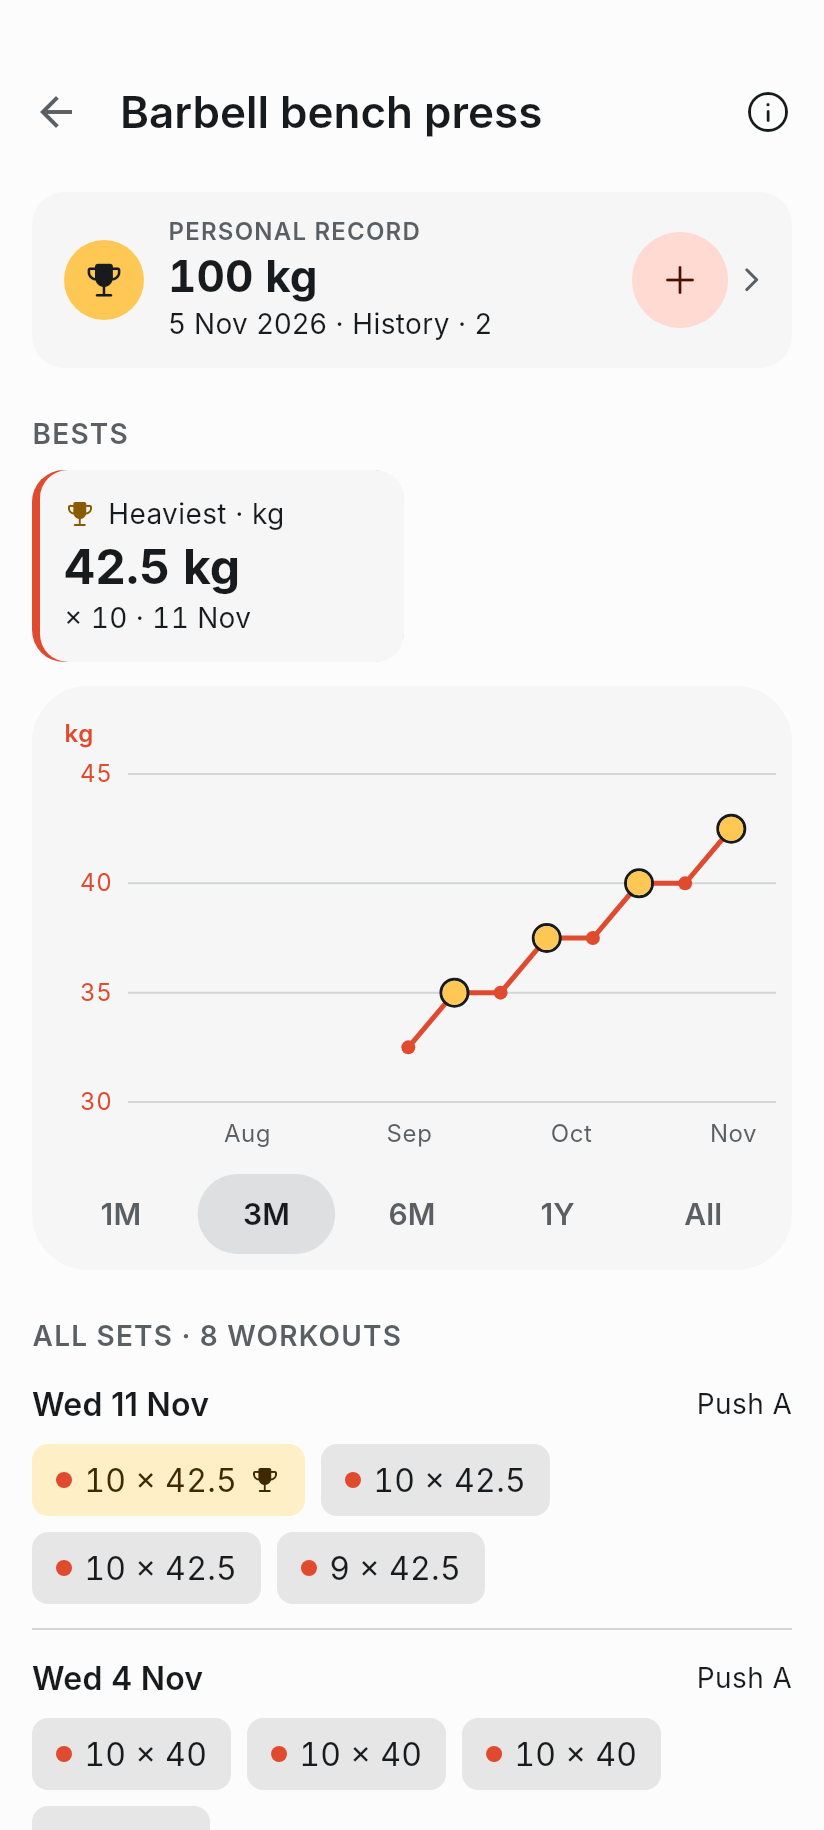 Barbell bench press
PERSONAL RECORD
100 kg
5 Nov 2026 · History · 2
BESTS
Heaviest · kg
42.5 kg
× 10 · 11 Nov
kg
45
40
35
30
Aug Sep Oct Nov
1M 3M 6M 1Y All
ALL SETS · 8 WORKOUTS
Wed 11 Nov Push A
10 × 42.5 10 × 42.5
10 × 42.5 9 × 42.5
Wed 4 Nov Push A
10 × 40 10 × 40 10 × 40